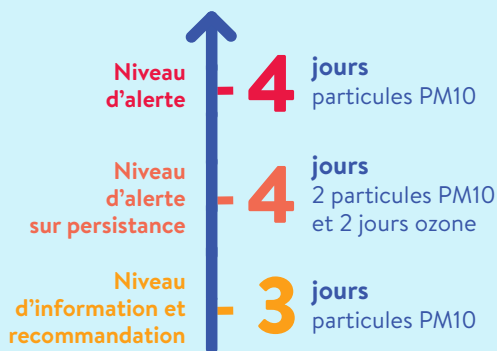 Niveau
d'alerte
4 jours
particules PM10
Niveau
d'alerte
sur persistance
4 jours
2 particules PM10
et 2 jours ozone
Niveau
d'information et
recommandation
3 jours
particules PM10